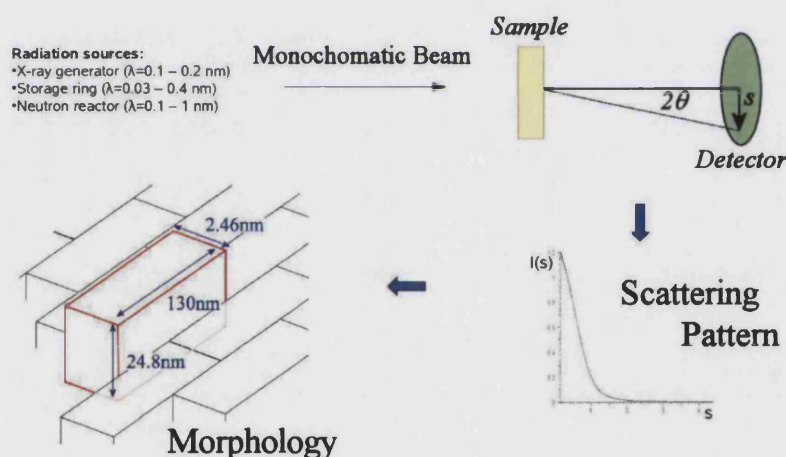 Radiation sources:
•X-ray generator (λ=0.1 – 0.2 nm)
•Storage ring (λ=0.03 – 0.4 nm)
•Neutron reactor (λ=0.1 – 1 nm)
Monochomatic Beam
Sample
2θ
s
Detector
2.46nm
130nm
24.8nm
Morphology
I(s)
Scattering
Pattern
s